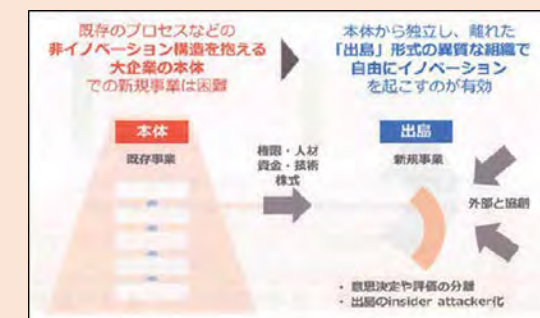 既存のプロセスなどの
非イノベーション構造を抱える
大企業の本体
での新規事業は困難
本体から独立し、離れた
「出島」形式の異質な組織で
自由にイノベーション
を起こすのが有効
本体
既存事業
権限・人材
資金・技術
株式
出島
新規事業
外部と協創
・ 意思決定や評価の分離
・ 出島のinsider attacker化